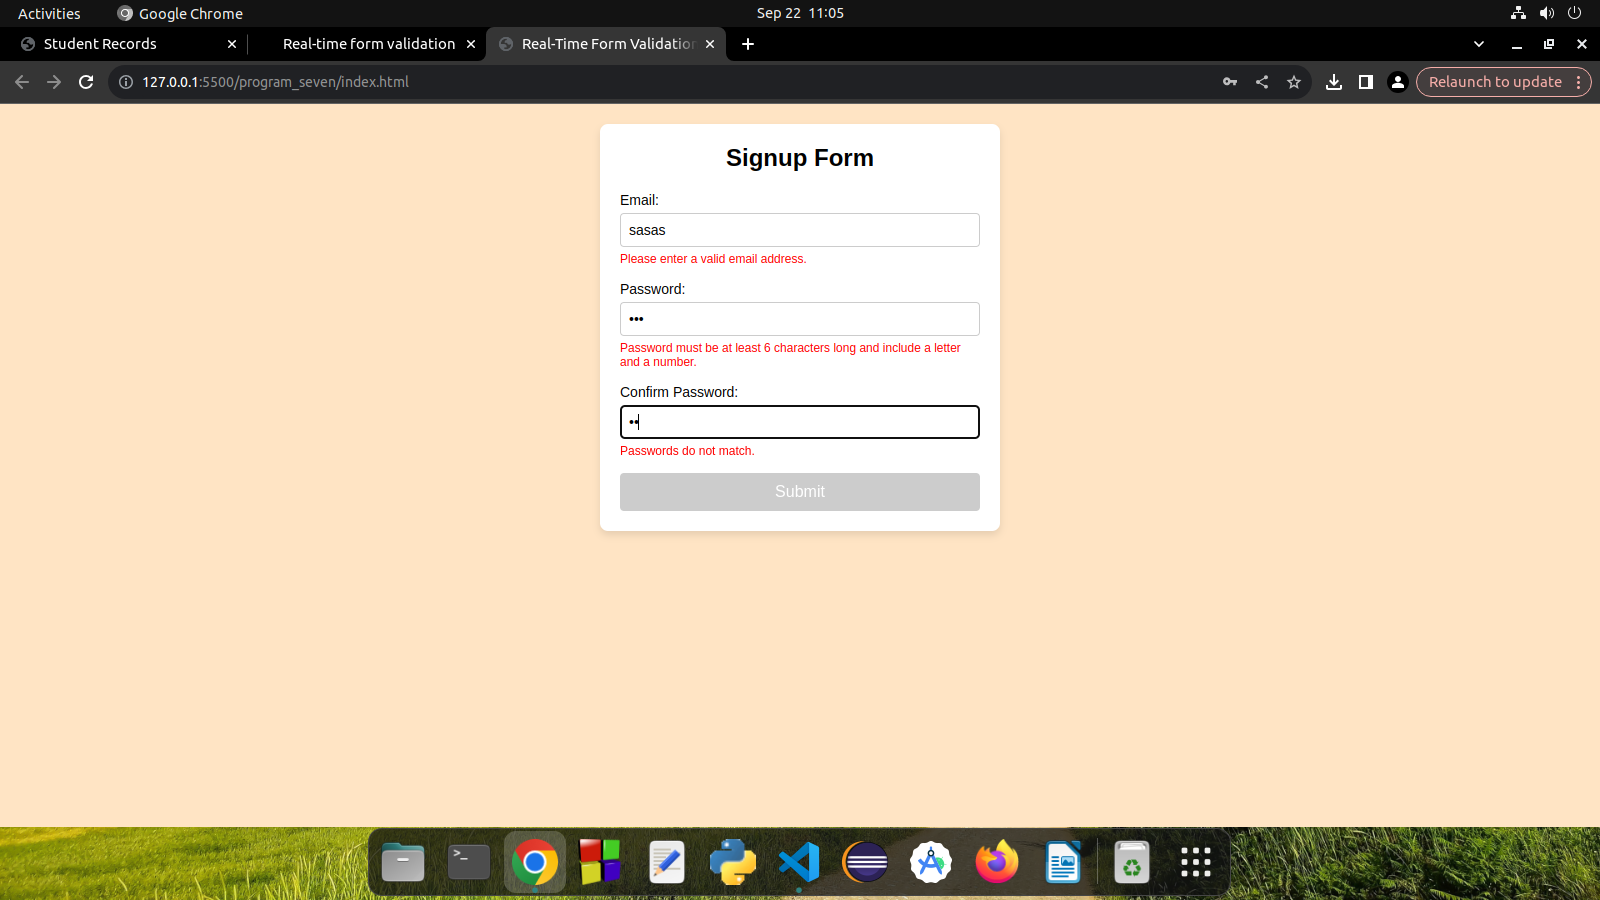 Activities
Google Chrome
Sep 22 11:05
Student Records
Real-time form validation
Real-Time Form Validation
127.0.0.1:5500/program_seven/index.html
Relaunch to update
Signup Form
Email:
sasas
Please enter a valid email address.
Password:
•••
Password must be at least 6 characters long and include a letter
and a number.
Confirm Password:
••
Passwords do not match.
Submit